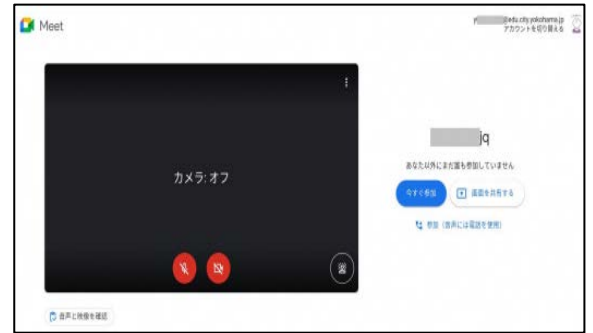 Meet
@edu.city.yokohama.jp
アカウントを切り替える
カメラ: オフ
jq
あなた以外にまだ誰も参加していません
今すぐ参加
画面を共有する
参加（音声には電話を使用）
音声と映像を確認